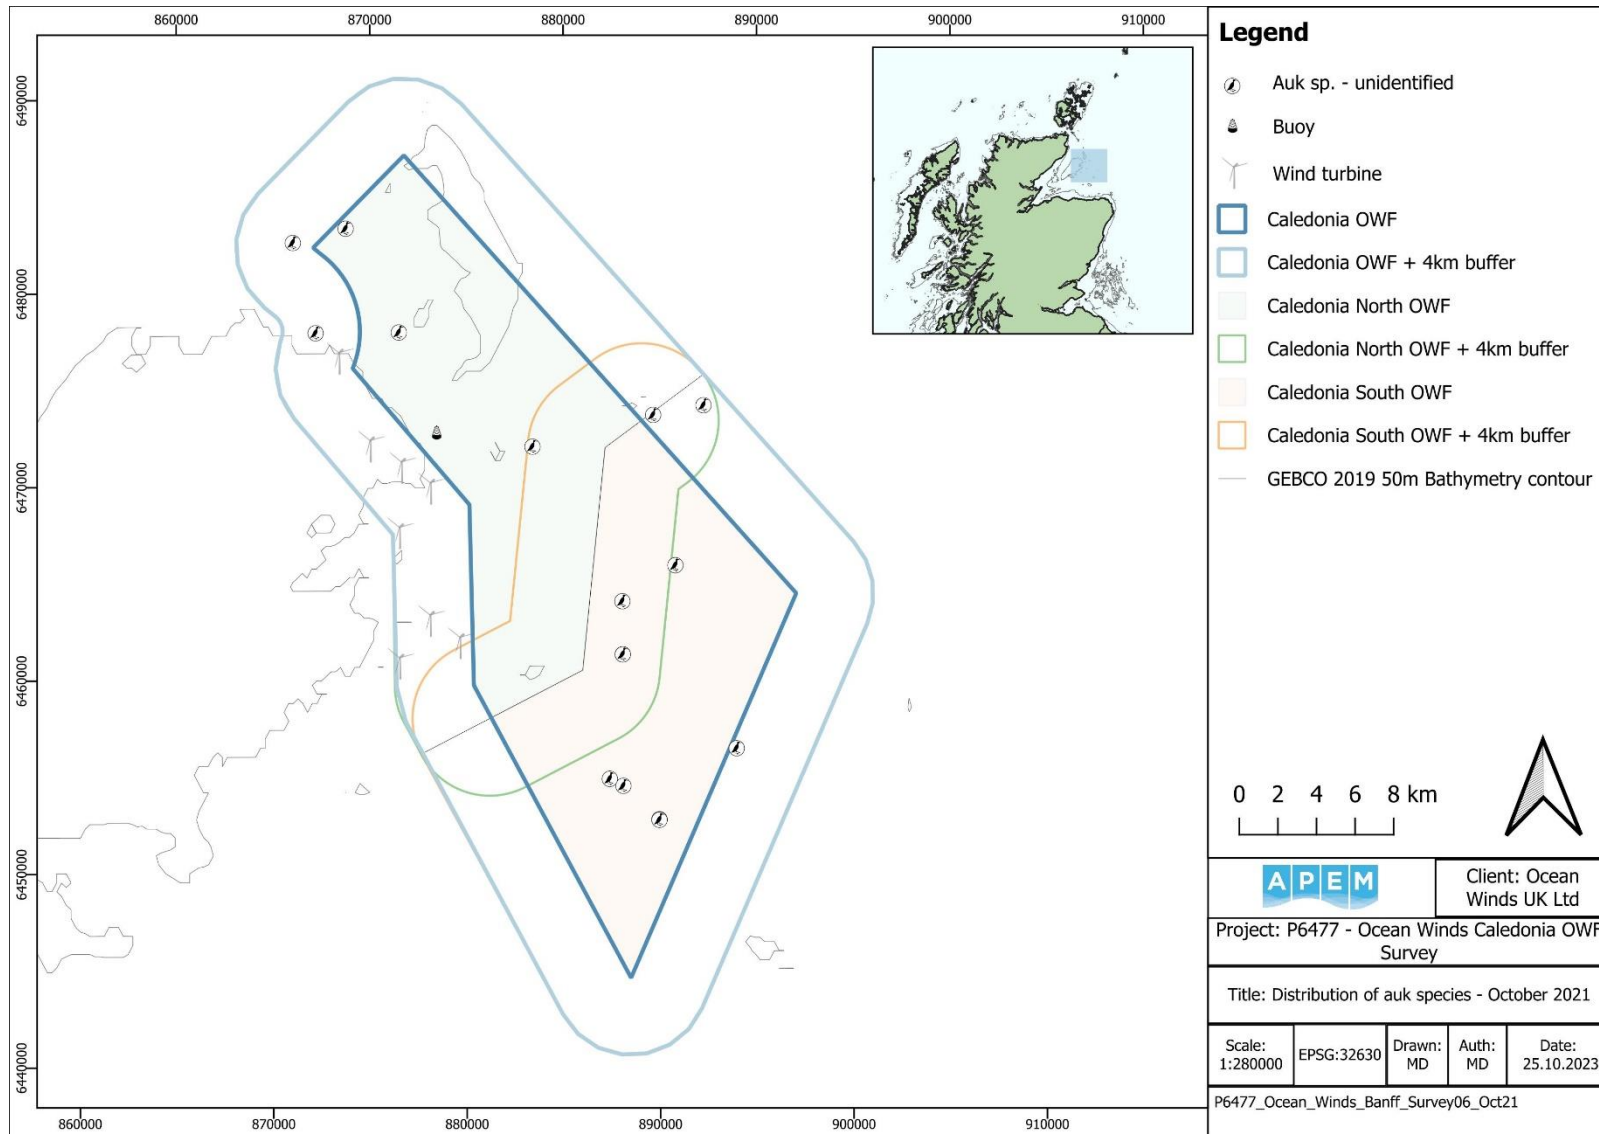 860000 870000 880000 890000 900000 910000
6490000
6480000
6470000
6460000
6450000
6440000
860000 870000 880000 890000 900000 910000
Legend
Auk sp. - unidentified
Buoy
Wind turbine
Caledonia OWF
Caledonia OWF + 4km buffer
Caledonia North OWF
Caledonia North OWF + 4km buffer
Caledonia South OWF
Caledonia South OWF + 4km buffer
GEBCO 2019 50m Bathymetry contour
0 2 4 6 8 km
APEM
Client: Ocean
Winds UK Ltd
Project: P6477 - Ocean Winds Caledonia OWF
Survey
Title: Distribution of auk species - October 2021
Scale:
1:280000
EPSG:32630
Drawn:
MD
Auth:
MD
Date:
25.10.2023
P6477_Ocean_Winds_Banff_Survey06_Oct21